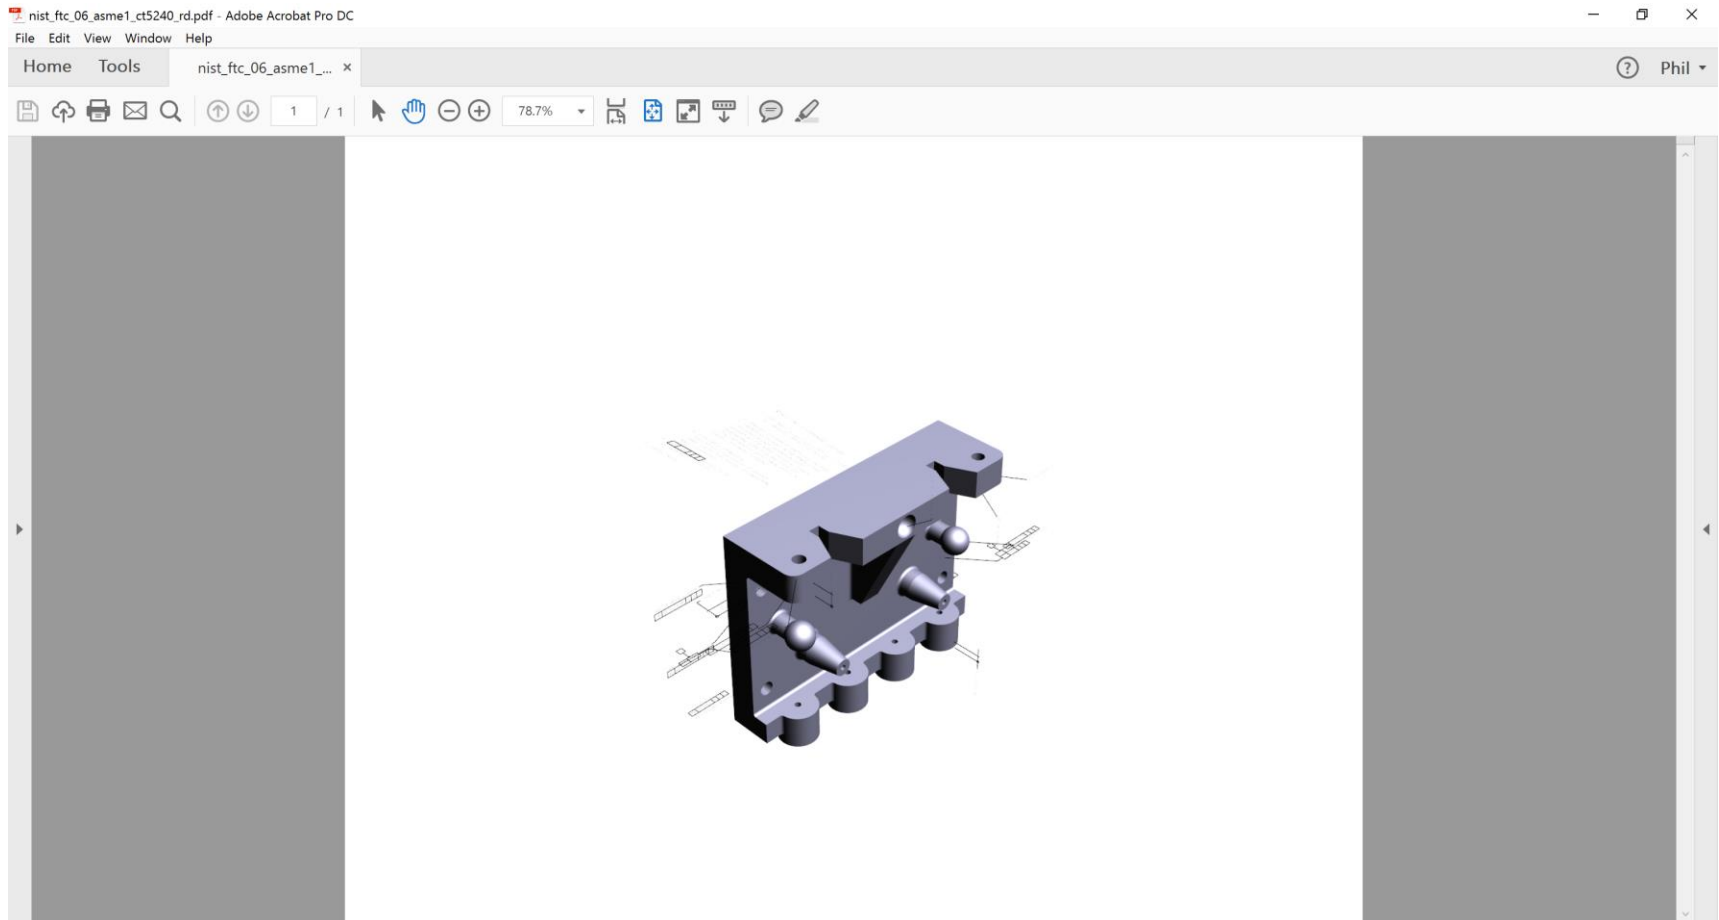 nist_ftc_06_asme1_ct5240_rd.pdf - Adobe Acrobat Pro DC
File Edit View Window Help
Home Tools nist_ftc_06_asme1_... × ? Phil
1 / 1 78.7%